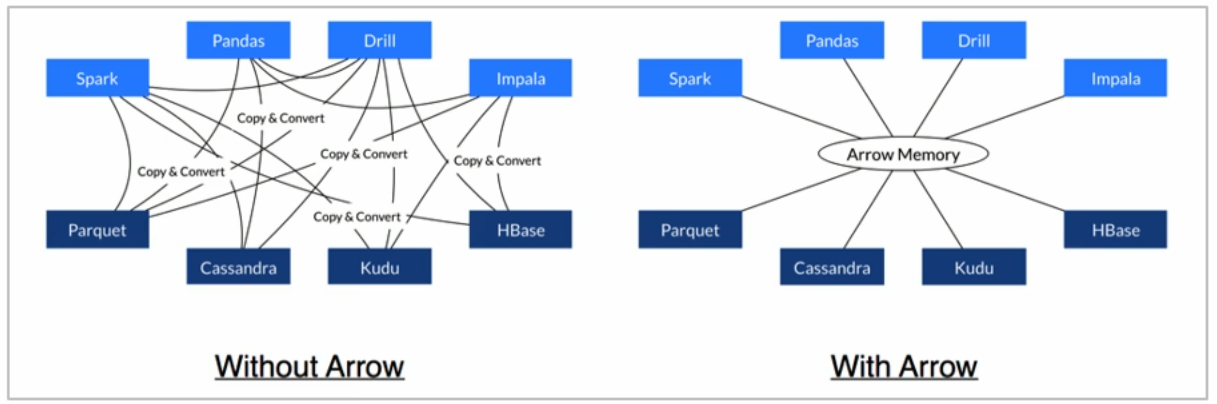 Pandas
Drill
Spark
Impala
Copy & Convert
Copy & Convert
Copy & Convert
Copy & Convert
Copy & Convert
Parquet
HBase
Cassandra
Kudu
Without Arrow
Pandas
Drill
Spark
Impala
Arrow Memory
Parquet
HBase
Cassandra
Kudu
With Arrow